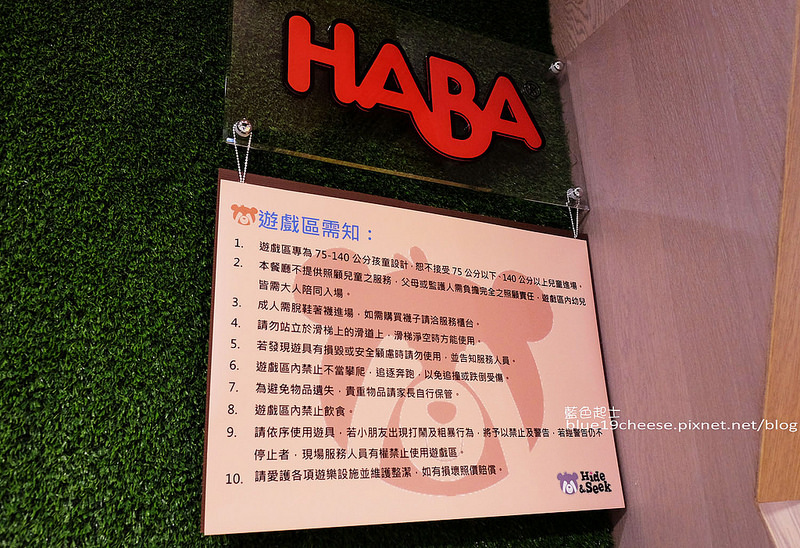 HABA
遊戲區需知：
1. 遊戲區專為 75-140 公分孩童設計，恕不接受 75 公分以下、140 公分以上兒童進場。
2. 本餐廳不提供照顧兒童之服務，父母或監護人需負擔完全之照顧責任，遊戲區內幼兒
皆需大人陪同入場。
3. 成人需脫鞋著襪進場，如需購買襪子請洽服務櫃台。
4. 請勿站立於滑梯上的滑道上，滑梯淨空時方能使用。
5. 若發現遊具有損毀或安全顧慮時請勿使用，並告知服務人員。
6. 遊戲區內禁止不當攀爬，追逐奔跑，以免追撞或跌倒受傷。
7. 為避免物品遺失，貴重物品請家長自行保管。
8. 遊戲區內禁止飲食。
9. 請依序使用遊具，若小朋友出現打鬧及粗暴行為，將予以禁止及警告，若經警告仍不
停止者，現場服務人員有權禁止使用遊戲區。
10. 請愛護各項遊樂設施並維護整潔，如有損壞照價賠償。
Hide
&Seek
藍色起士
blue19cheese.pixnet.net/blog